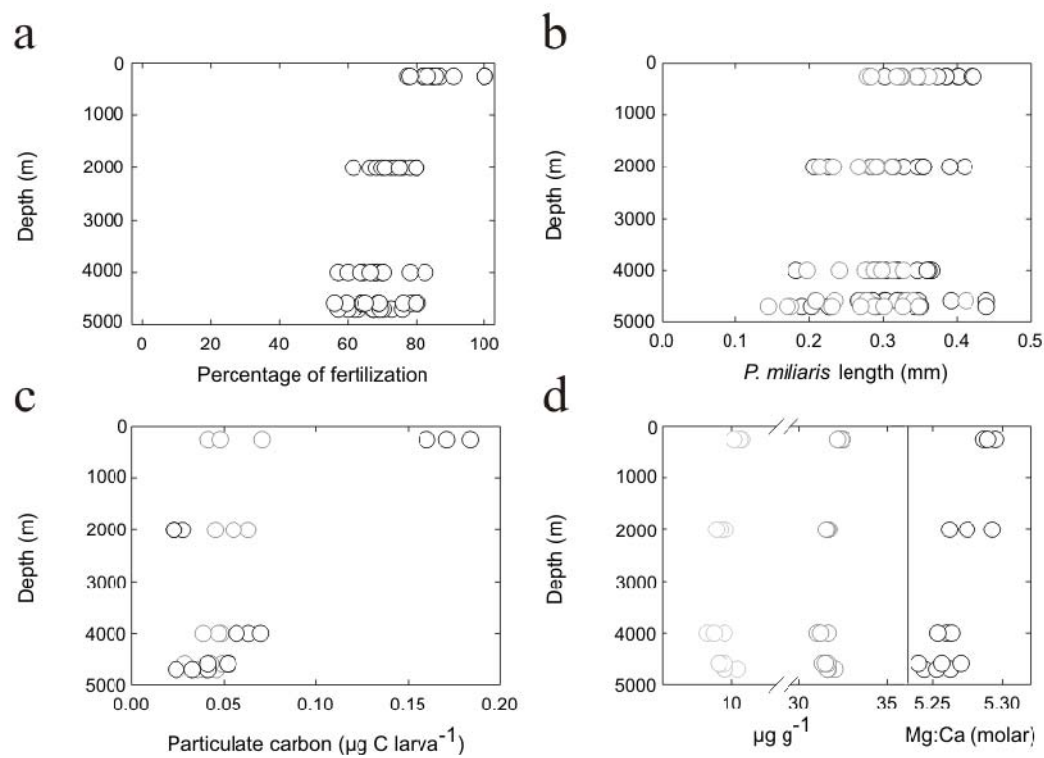 a
0
1000
2000
3000
4000
5000
Depth (m)
0 20 40 60 80 100
Percentage of fertilization
b
0
1000
2000
3000
4000
5000
Depth (m)
0.0 0.1 0.2 0.3 0.4 0.5
P. miliaris length (mm)
c
0
1000
2000
3000
4000
5000
Depth (m)
0.00 0.05 0.10 0.15 0.20
Particulate carbon (µg C larva⁻¹)
d
0
1000
2000
3000
4000
5000
Depth (m)
10 30 35 5.25 5.30
µg g⁻¹ Mg:Ca (molar)